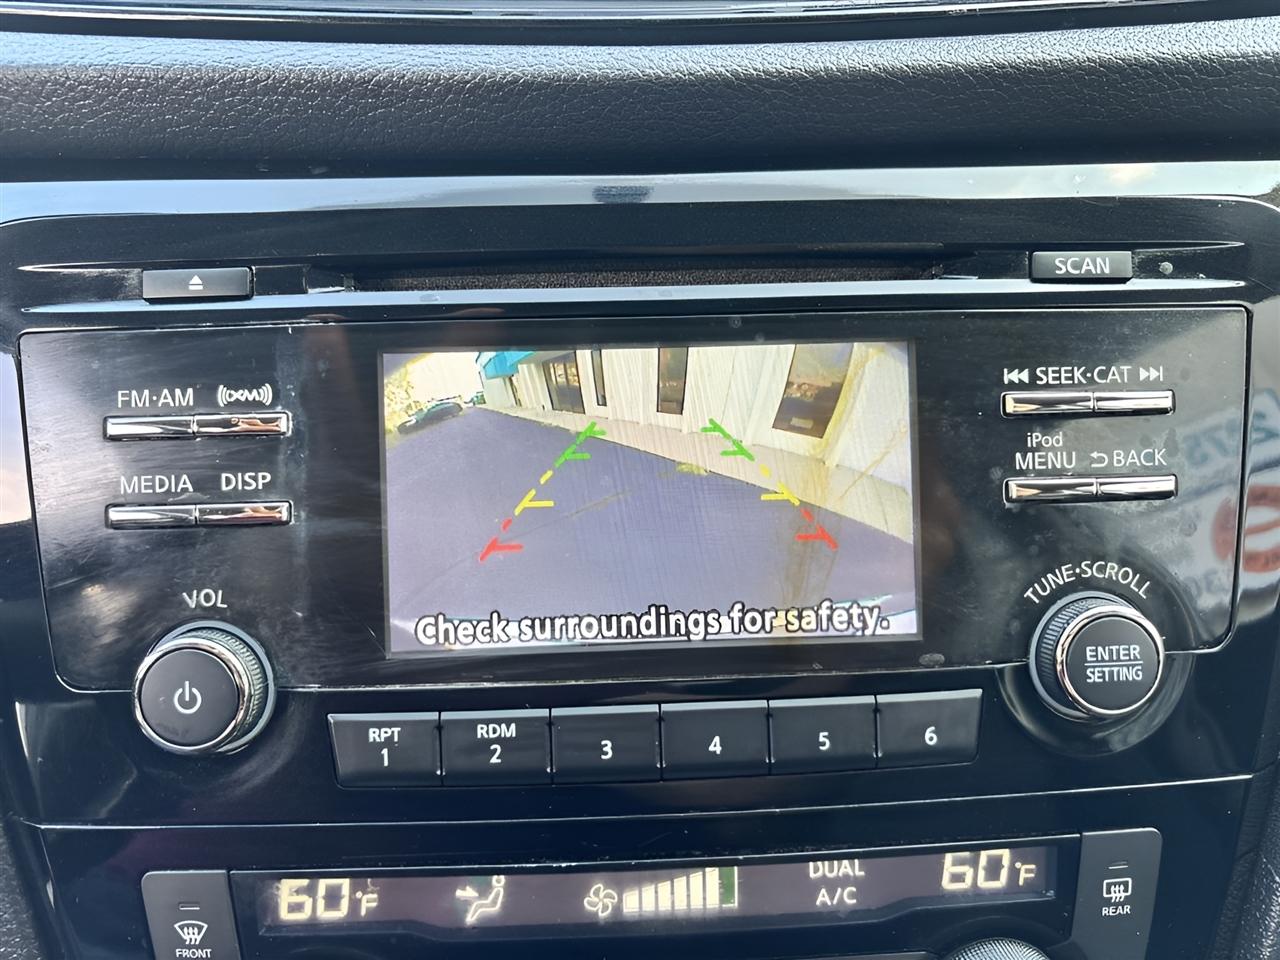 SCAN
FM·AM
XM
SEEK·CAT
MEDIA
DISP
iPod
MENU
BACK
VOL
TUNE·SCROLL
ENTER
SETTING
Check surroundings for safety.
RPT
1
RDM
2
3
4
5
6
60°F
DUAL
A/C
60°F
FRONT
REAR